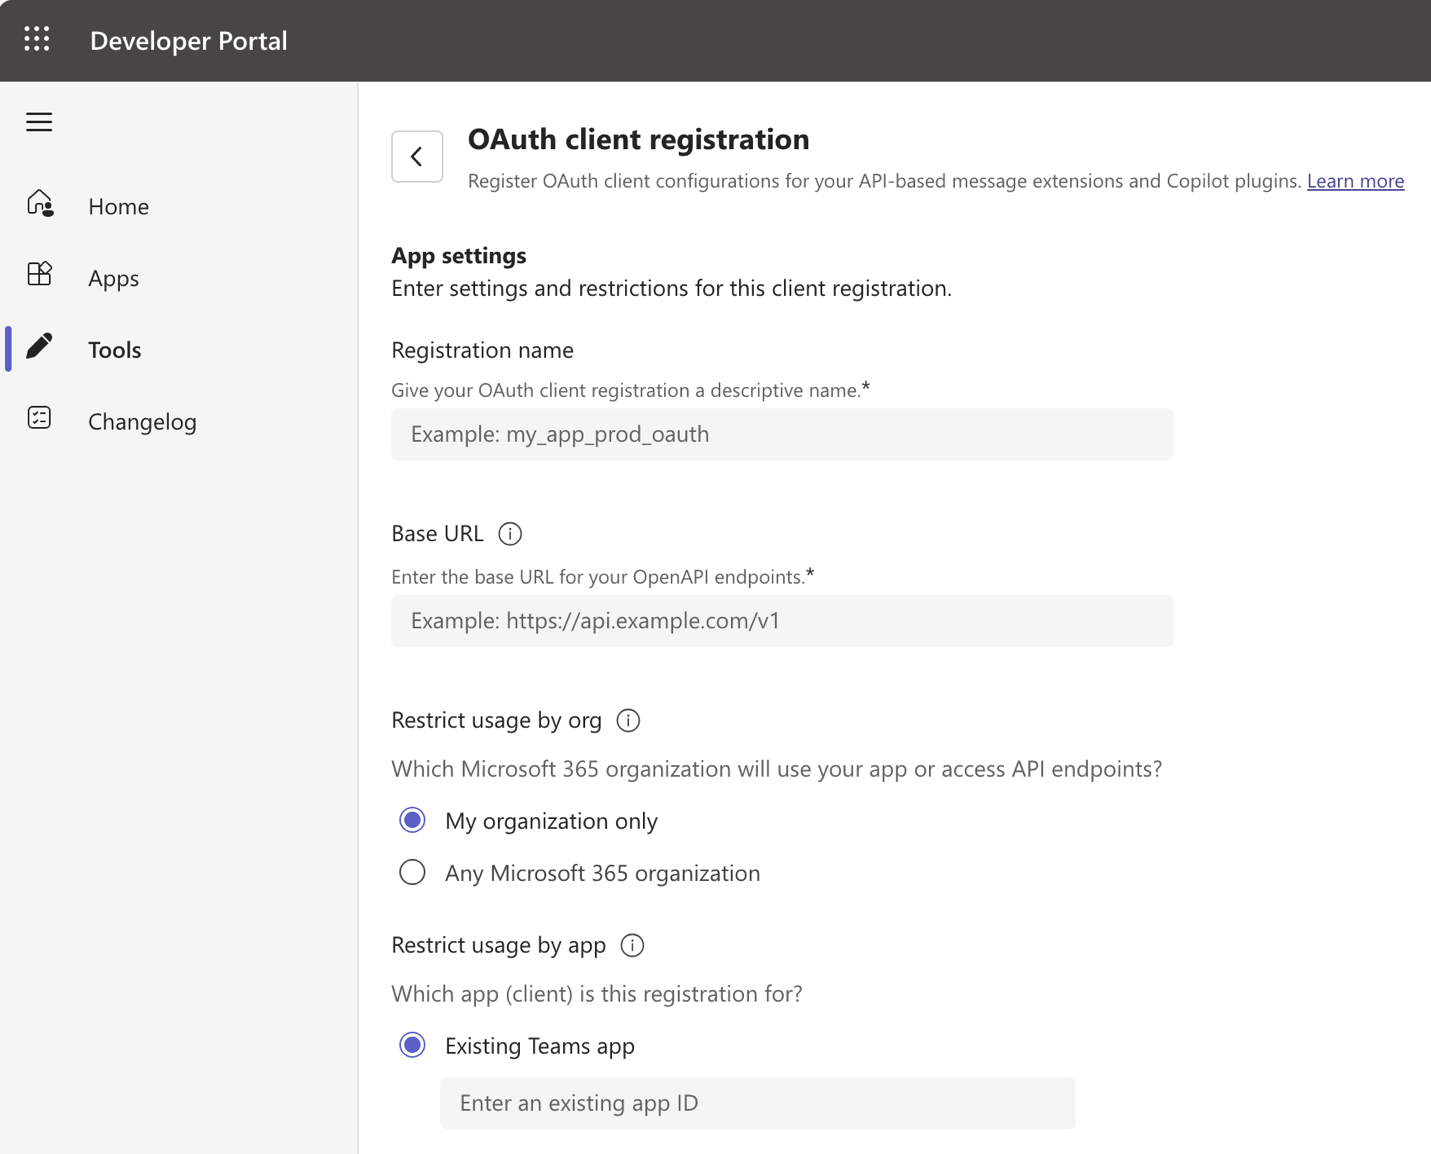 Developer Portal
Home
Apps
Tools
Changelog
OAuth client registration
Register OAuth client configurations for your API-based message extensions and Copilot plugins. Learn more
App settings
Enter settings and restrictions for this client registration.
Registration name
Give your OAuth client registration a descriptive name.*
Example: my_app_prod_oauth
Base URL
Enter the base URL for your OpenAPI endpoints.*
Example: https://api.example.com/v1
Restrict usage by org
Which Microsoft 365 organization will use your app or access API endpoints?
My organization only
Any Microsoft 365 organization
Restrict usage by app
Which app (client) is this registration for?
Existing Teams app
Enter an existing app ID